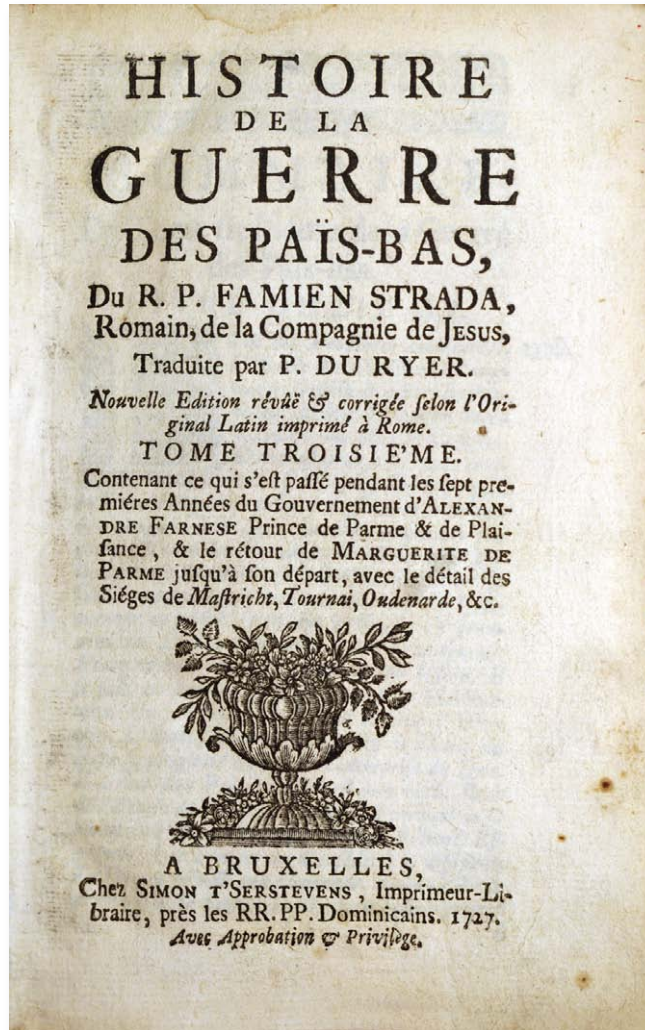 HISTOIRE
DE LA
GUERRE
DES PAÏS-BAS,
Du R. P. FAMIEN STRADA,
Romain, de la Compagnie de JESUS,
Traduite par P. DU RYER.
Nouvelle Edition révûë & corrigée ſelon l'Ori-
ginal Latin imprimé à Rome.
TOME TROISIE'ME.
Contenant ce qui s'eſt paſſé pendant les ſept pre-
miéres Années du Gouvernement d'ALEXAN-
DRE FARNESE Prince de Parme & de Plai-
ſance, & le rétour de MARGUERITE DE
PARME juſqu'à ſon départ, avec le détail des
Siéges de Maſtricht, Tournai, Oudenarde, &c.
A BRUXELLES,
Chez SIMON T'SERSTEVENS, Imprimeur-Li-
braire, près les RR. PP. Dominicains. 1727.
Avec Approbation & Privilège.